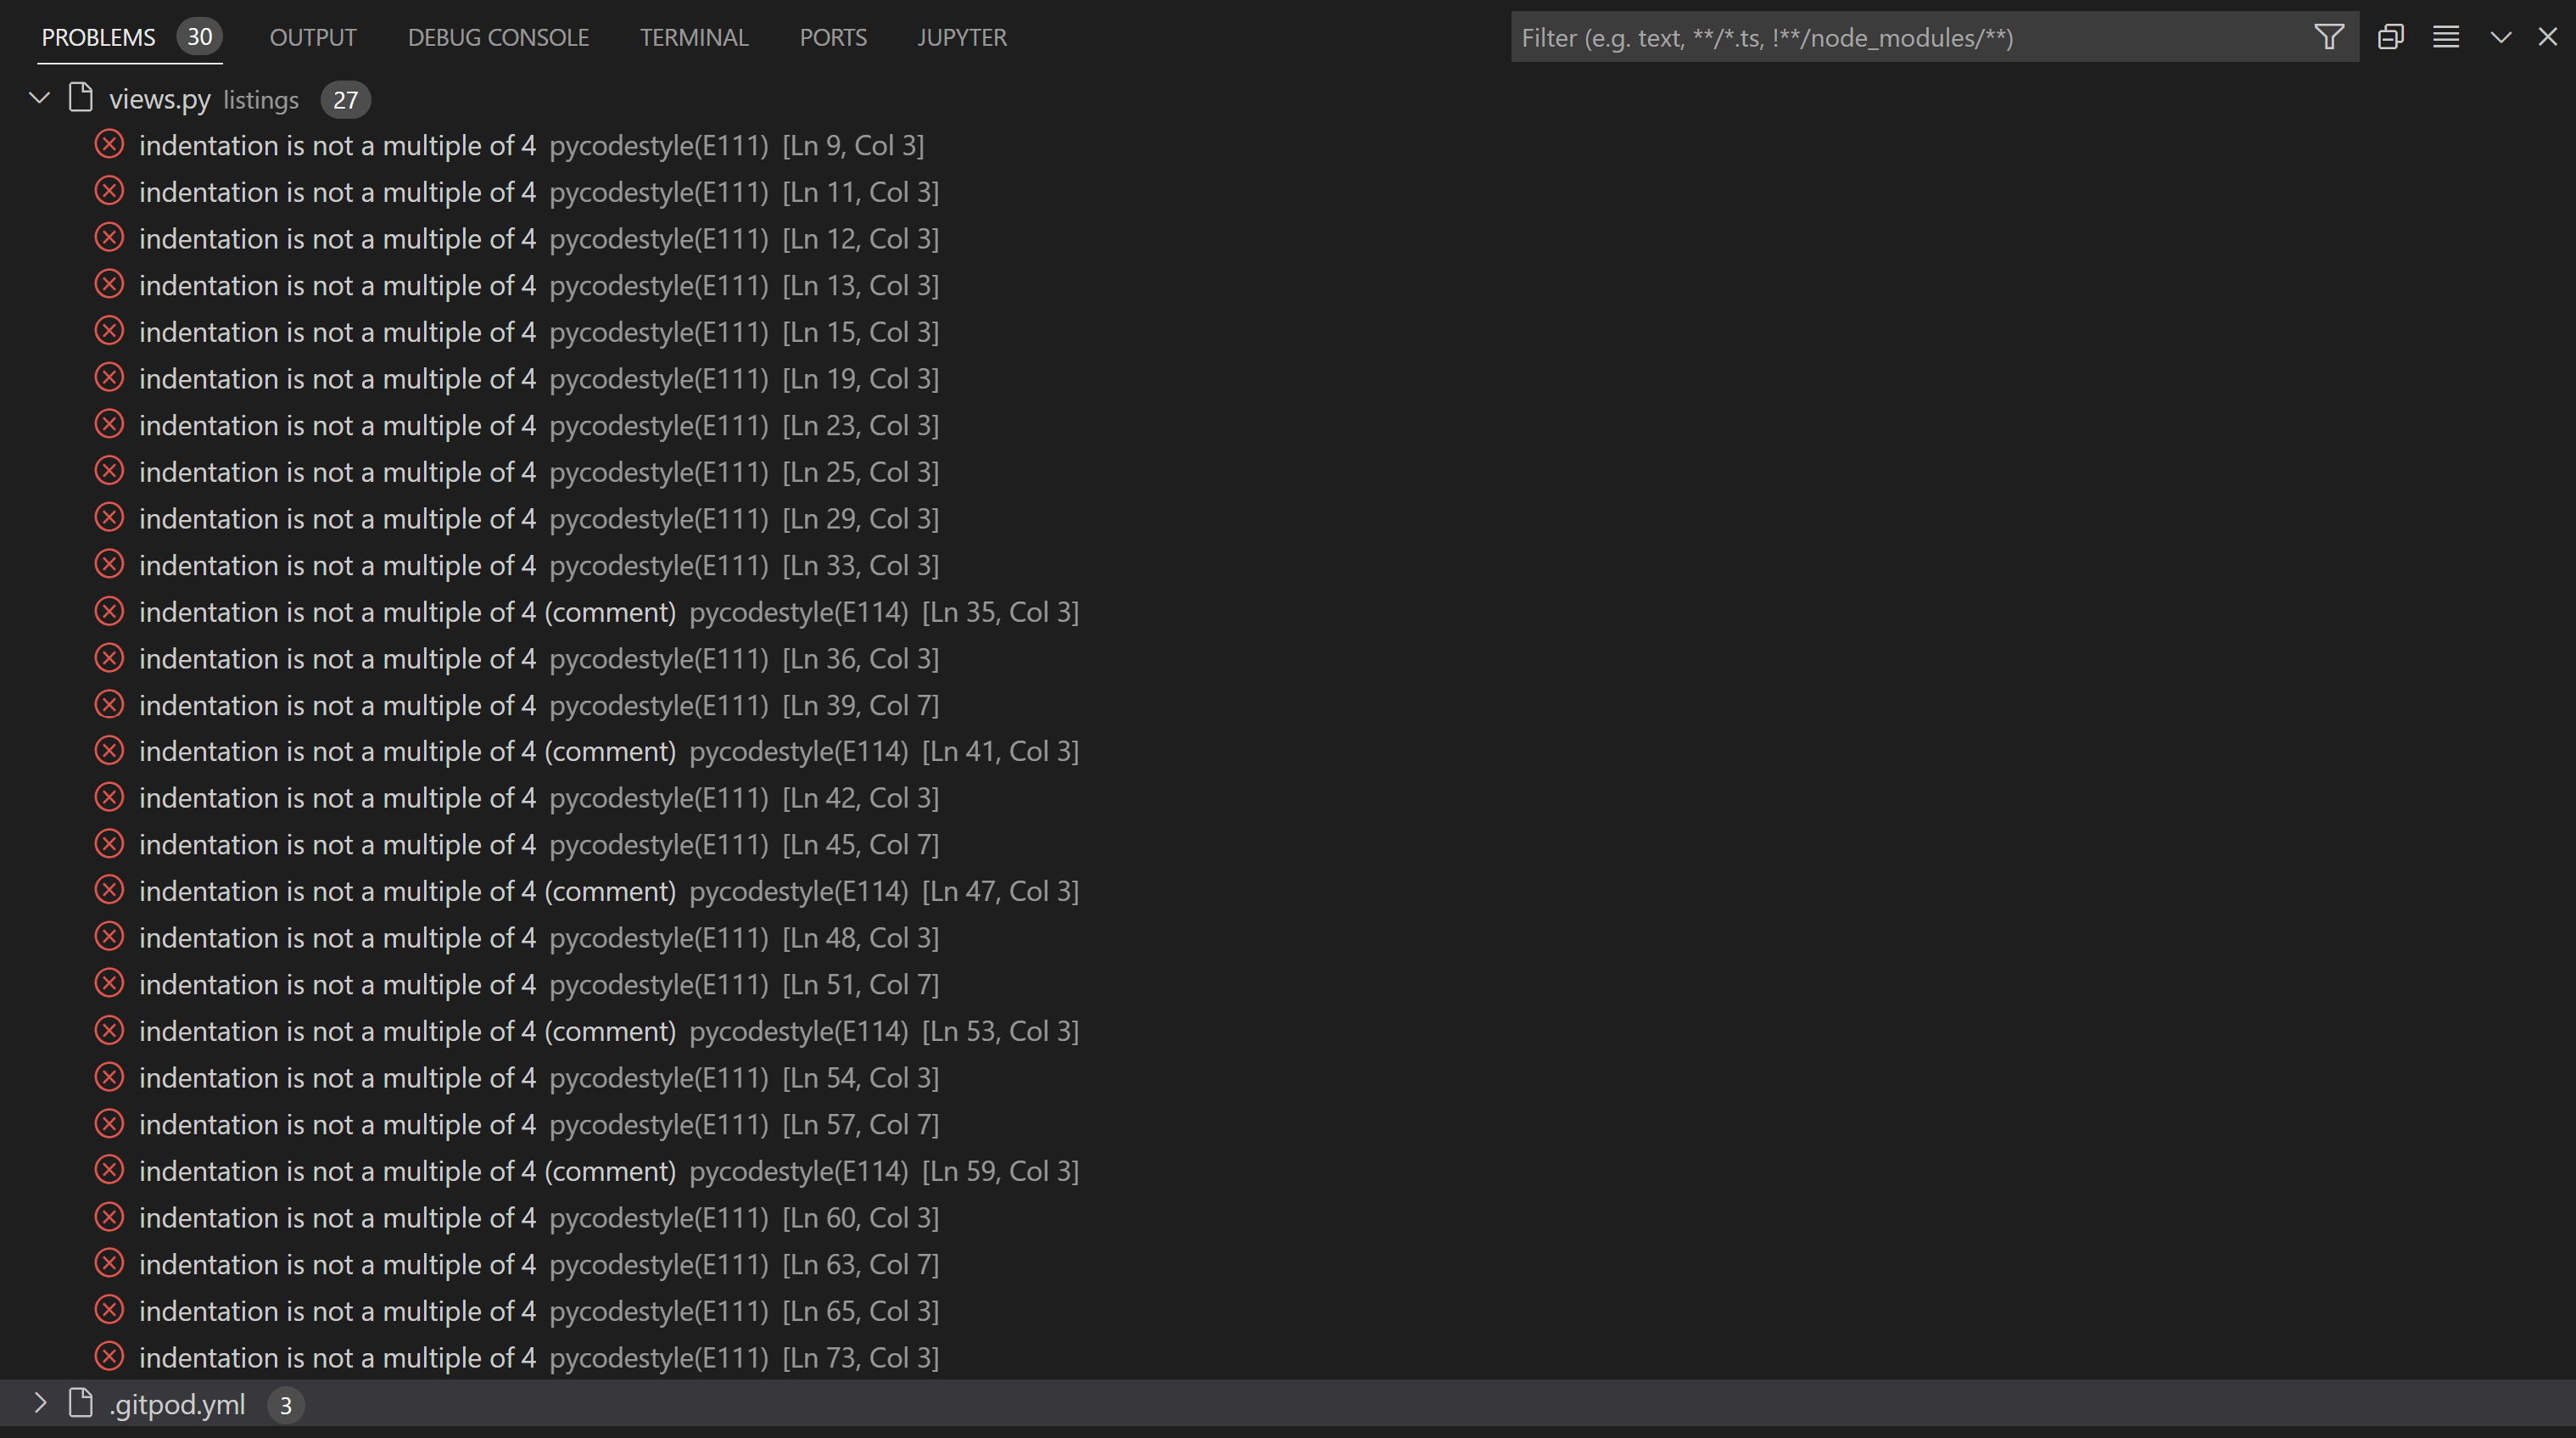 PROBLEMS 30 OUTPUT DEBUG CONSOLE TERMINAL PORTS JUPYTER Filter (e.g. text, **/*.ts, !**/node_modules/**)
views.py listings 27
indentation is not a multiple of 4 pycodestyle(E111) [Ln 9, Col 3]
indentation is not a multiple of 4 pycodestyle(E111) [Ln 11, Col 3]
indentation is not a multiple of 4 pycodestyle(E111) [Ln 12, Col 3]
indentation is not a multiple of 4 pycodestyle(E111) [Ln 13, Col 3]
indentation is not a multiple of 4 pycodestyle(E111) [Ln 15, Col 3]
indentation is not a multiple of 4 pycodestyle(E111) [Ln 19, Col 3]
indentation is not a multiple of 4 pycodestyle(E111) [Ln 23, Col 3]
indentation is not a multiple of 4 pycodestyle(E111) [Ln 25, Col 3]
indentation is not a multiple of 4 pycodestyle(E111) [Ln 29, Col 3]
indentation is not a multiple of 4 pycodestyle(E111) [Ln 33, Col 3]
indentation is not a multiple of 4 (comment) pycodestyle(E114) [Ln 35, Col 3]
indentation is not a multiple of 4 pycodestyle(E111) [Ln 36, Col 3]
indentation is not a multiple of 4 pycodestyle(E111) [Ln 39, Col 7]
indentation is not a multiple of 4 (comment) pycodestyle(E114) [Ln 41, Col 3]
indentation is not a multiple of 4 pycodestyle(E111) [Ln 42, Col 3]
indentation is not a multiple of 4 pycodestyle(E111) [Ln 45, Col 7]
indentation is not a multiple of 4 (comment) pycodestyle(E114) [Ln 47, Col 3]
indentation is not a multiple of 4 pycodestyle(E111) [Ln 48, Col 3]
indentation is not a multiple of 4 pycodestyle(E111) [Ln 51, Col 7]
indentation is not a multiple of 4 (comment) pycodestyle(E114) [Ln 53, Col 3]
indentation is not a multiple of 4 pycodestyle(E111) [Ln 54, Col 3]
indentation is not a multiple of 4 pycodestyle(E111) [Ln 57, Col 7]
indentation is not a multiple of 4 (comment) pycodestyle(E114) [Ln 59, Col 3]
indentation is not a multiple of 4 pycodestyle(E111) [Ln 60, Col 3]
indentation is not a multiple of 4 pycodestyle(E111) [Ln 63, Col 7]
indentation is not a multiple of 4 pycodestyle(E111) [Ln 65, Col 3]
indentation is not a multiple of 4 pycodestyle(E111) [Ln 73, Col 3]
.gitpod.yml 3